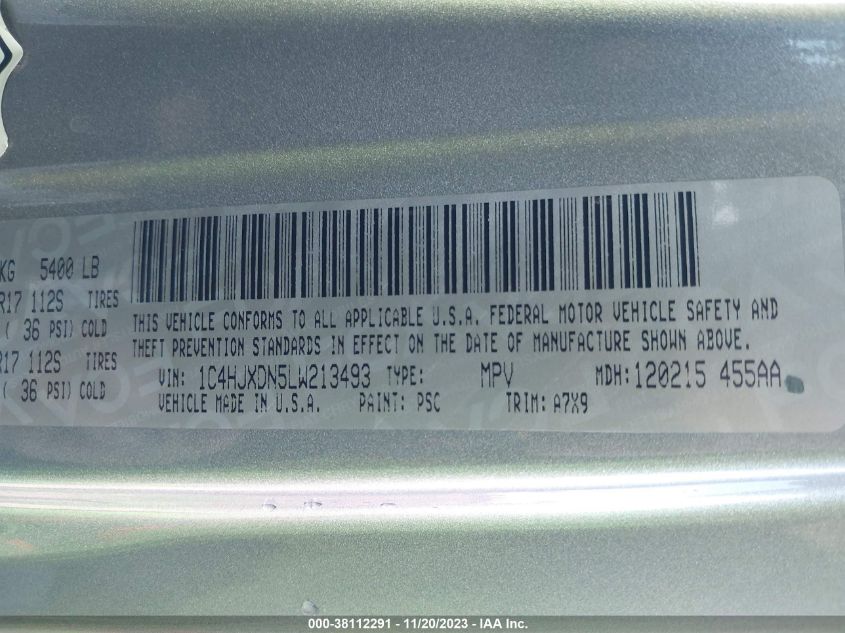 KG 5400 LB
R17 112S TIRES
( 36 PSI) COLD
R17 112S TIRES
( 36 PSI) COLD
THIS VEHICLE CONFORMS TO ALL APPLICABLE U.S.A. FEDERAL MOTOR VEHICLE SAFETY AND
THEFT PREVENTION STANDARDS IN EFFECT ON THE DATE OF MANUFACTURE SHOWN ABOVE.
VIN: 1C4HJXDN5LW213493 TYPE: MPV MDH: 120215 455AA
VEHICLE MADE IN U.S.A. PAINT: PSC TRIM: A7X9
000-38112291 - 11/20/2023 - IAA Inc.